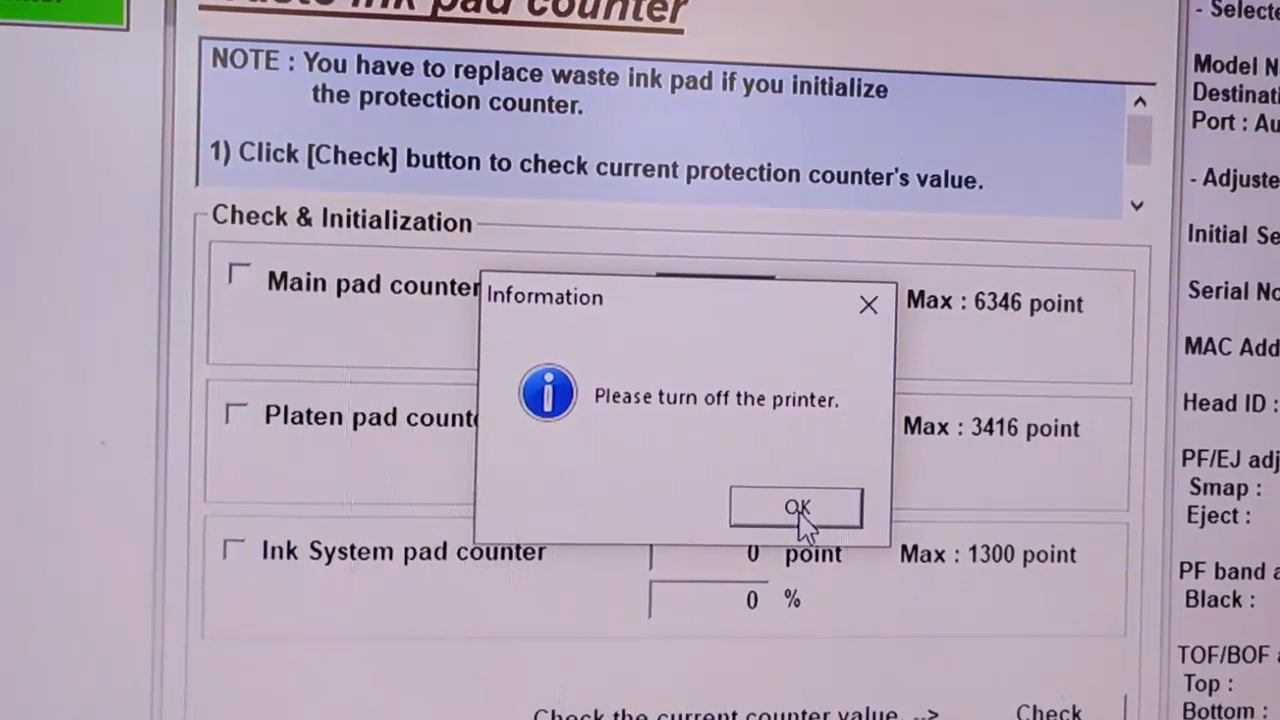 Waste ink pad counter
NOTE : You have to replace waste ink pad if you initialize
the protection counter.
1) Click [Check] button to check current protection counter's value.
Check & Initialization
Main pad counter
Max : 6346 point
Platen pad counte
Max : 3416 point
Ink System pad counter
0 point
Max : 1300 point
0 %
Check the current counter value -->
Check
Information
Please turn off the printer.
OK
- Selecte
Model N
Destinati
Port : Au
- Adjuste
Initial Se
Serial No
MAC Add
Head ID :
PF/EJ adj
Smap :
Eject :
PF band a
Black :
TOF/BOF a
Top :
Bottom :